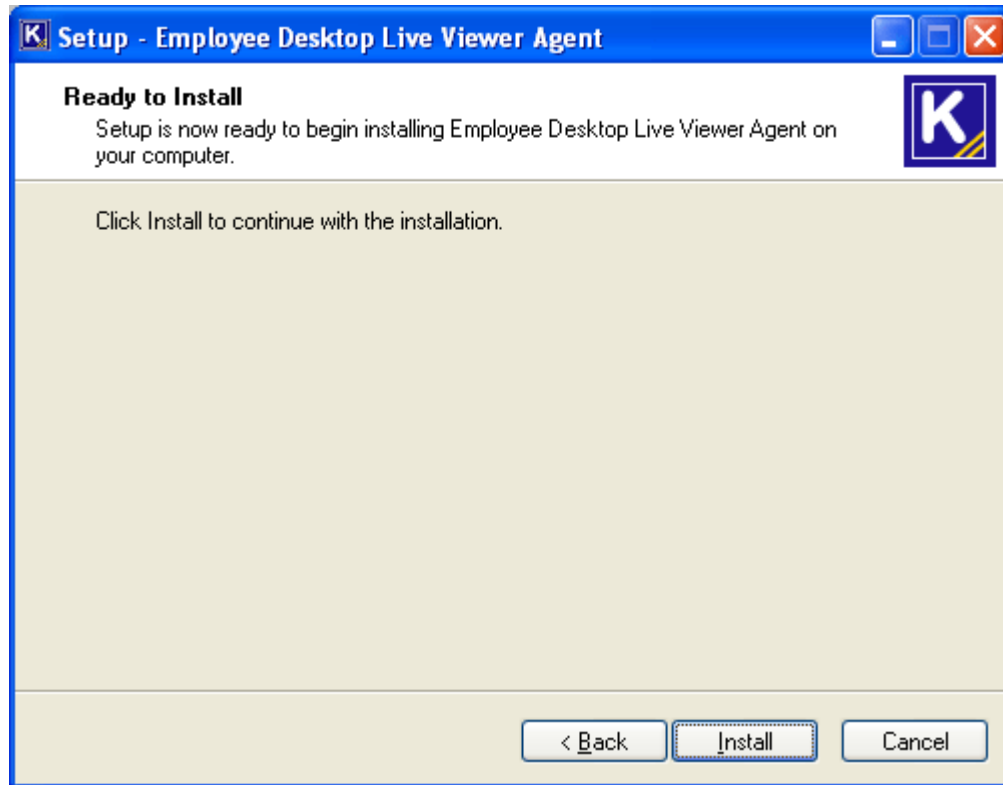 K Setup - Employee Desktop Live Viewer Agent
Ready to Install
Setup is now ready to begin installing Employee Desktop Live Viewer Agent on
your computer.
K
Click Install to continue with the installation.
< Back Install Cancel